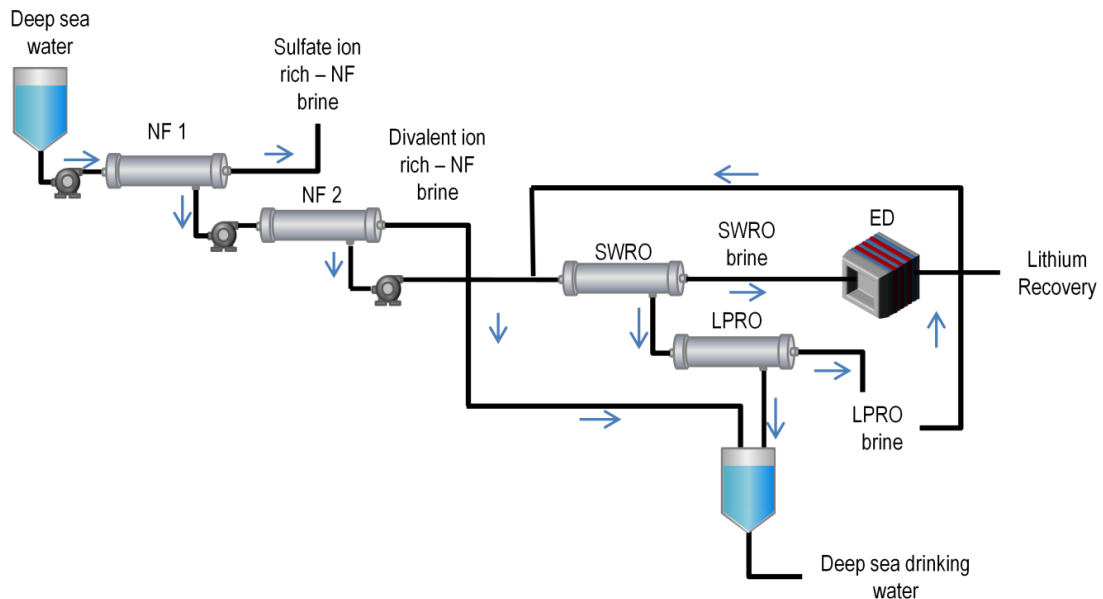 Deep sea
water
Sulfate ion
rich – NF
brine
NF 1
Divalent ion
rich – NF
brine
NF 2
SWRO
SWRO
brine
ED
Lithium
Recovery
LPRO
LPRO
brine
Deep sea drinking
water